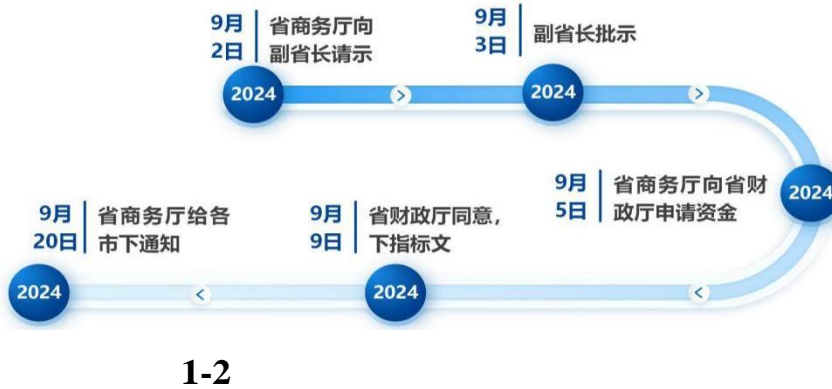 9月
2日
省商务厅向
副省长请示
2024
9月
3日
副省长批示
2024
9月
5日
省商务厅向省财
政厅申请资金
2024
9月
9日
省财政厅同意，
下指标文
2024
9月
20日
省商务厅给各
市下通知
2024
1-2